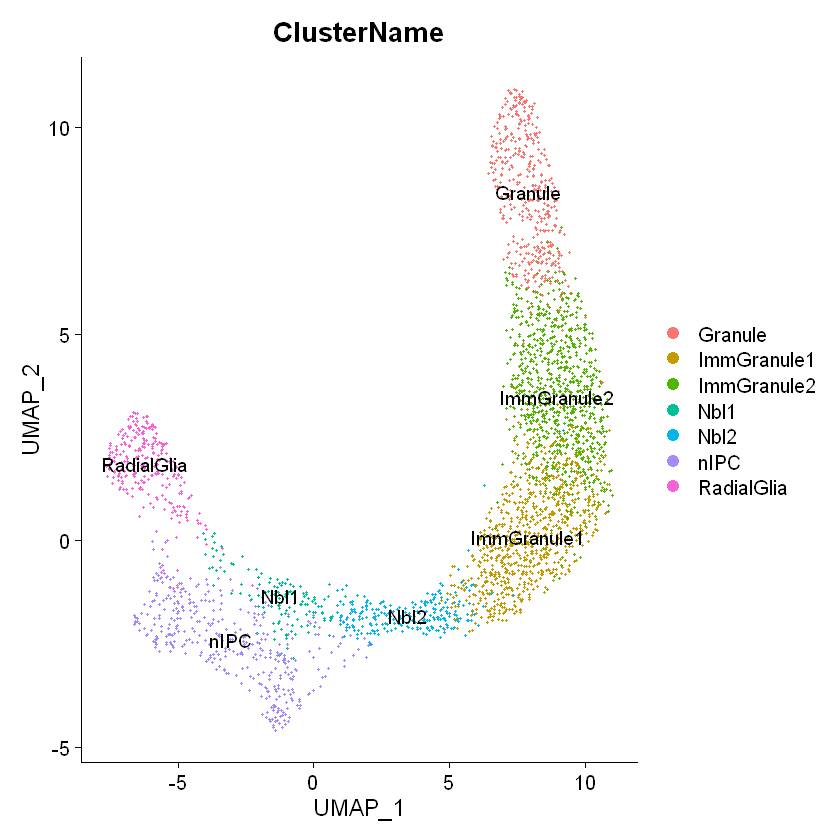 ClusterName
10
5
0
-5
UMAP_2
-5
0
5
10
UMAP_1
Granule
ImmGranule2
RadialGlia
ImmGranule1
Nbl1
Nbl2
nIPC
Granule
ImmGranule1
ImmGranule2
Nbl1
Nbl2
nIPC
RadialGlia